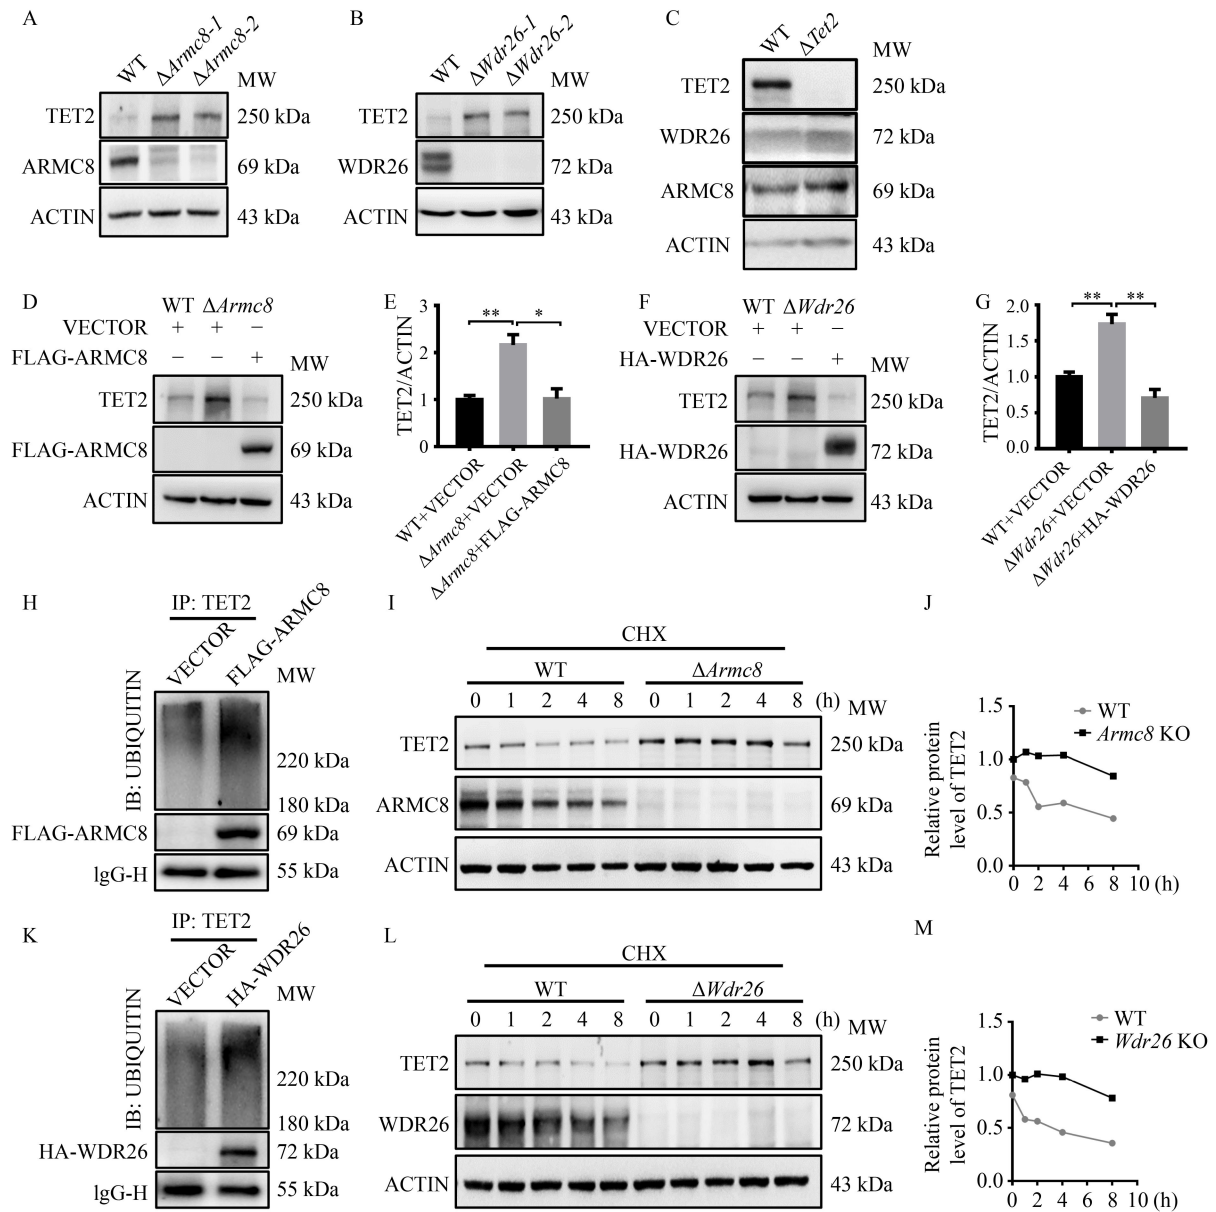 A
WT ΔArmc8-1 ΔArmc8-2 MW
TET2 250 kDa
ARMC8 69 kDa
ACTIN 43 kDa
B
WT ΔWdr26-1 ΔWdr26-2 MW
TET2 250 kDa
WDR26 72 kDa
ACTIN 43 kDa
C
WT ΔTet2 MW
TET2 250 kDa
WDR26 72 kDa
ARMC8 69 kDa
ACTIN 43 kDa
D
WT ΔArmc8
VECTOR + + −
FLAG-ARMC8 − − + MW
TET2 250 kDa
FLAG-ARMC8 69 kDa
ACTIN 43 kDa
E
TET2/ACTIN
3
2
1
0
** *
WT+VECTOR
ΔArmc8+VECTOR
ΔArmc8+FLAG-ARMC8
F
WT ΔWdr26
VECTOR + + −
HA-WDR26 − − + MW
TET2 250 kDa
HA-WDR26 72 kDa
ACTIN 43 kDa
G
TET2/ACTIN
2.0
1.5
1.0
0.5
0.0
** **
WT+VECTOR
ΔWdr26+VECTOR
ΔWdr26+HA-WDR26
H
IP: TET2
VECTOR FLAG-ARMC8 MW
IB: UBIQUITIN
220 kDa
180 kDa
FLAG-ARMC8 69 kDa
lgG-H 55 kDa
I
CHX
WT ΔArmc8
0 1 2 4 8 0 1 2 4 8 (h) MW
TET2 250 kDa
ARMC8 69 kDa
ACTIN 43 kDa
J
Relative protein
level of TET2
1.5
1.0
0.5
0.0
WT
Armc8 KO
0 2 4 6 8 10 (h)
K
IP: TET2
VECTOR HA-WDR26 MW
IB: UBIQUITIN
220 kDa
180 kDa
HA-WDR26 72 kDa
lgG-H 55 kDa
L
CHX
WT ΔWdr26
0 1 2 4 8 0 1 2 4 8 (h) MW
TET2 250 kDa
WDR26 72 kDa
ACTIN 43 kDa
M
Relative protein
level of TET2
1.5
1.0
0.5
0.0
WT
Wdr26 KO
0 2 4 6 8 10 (h)